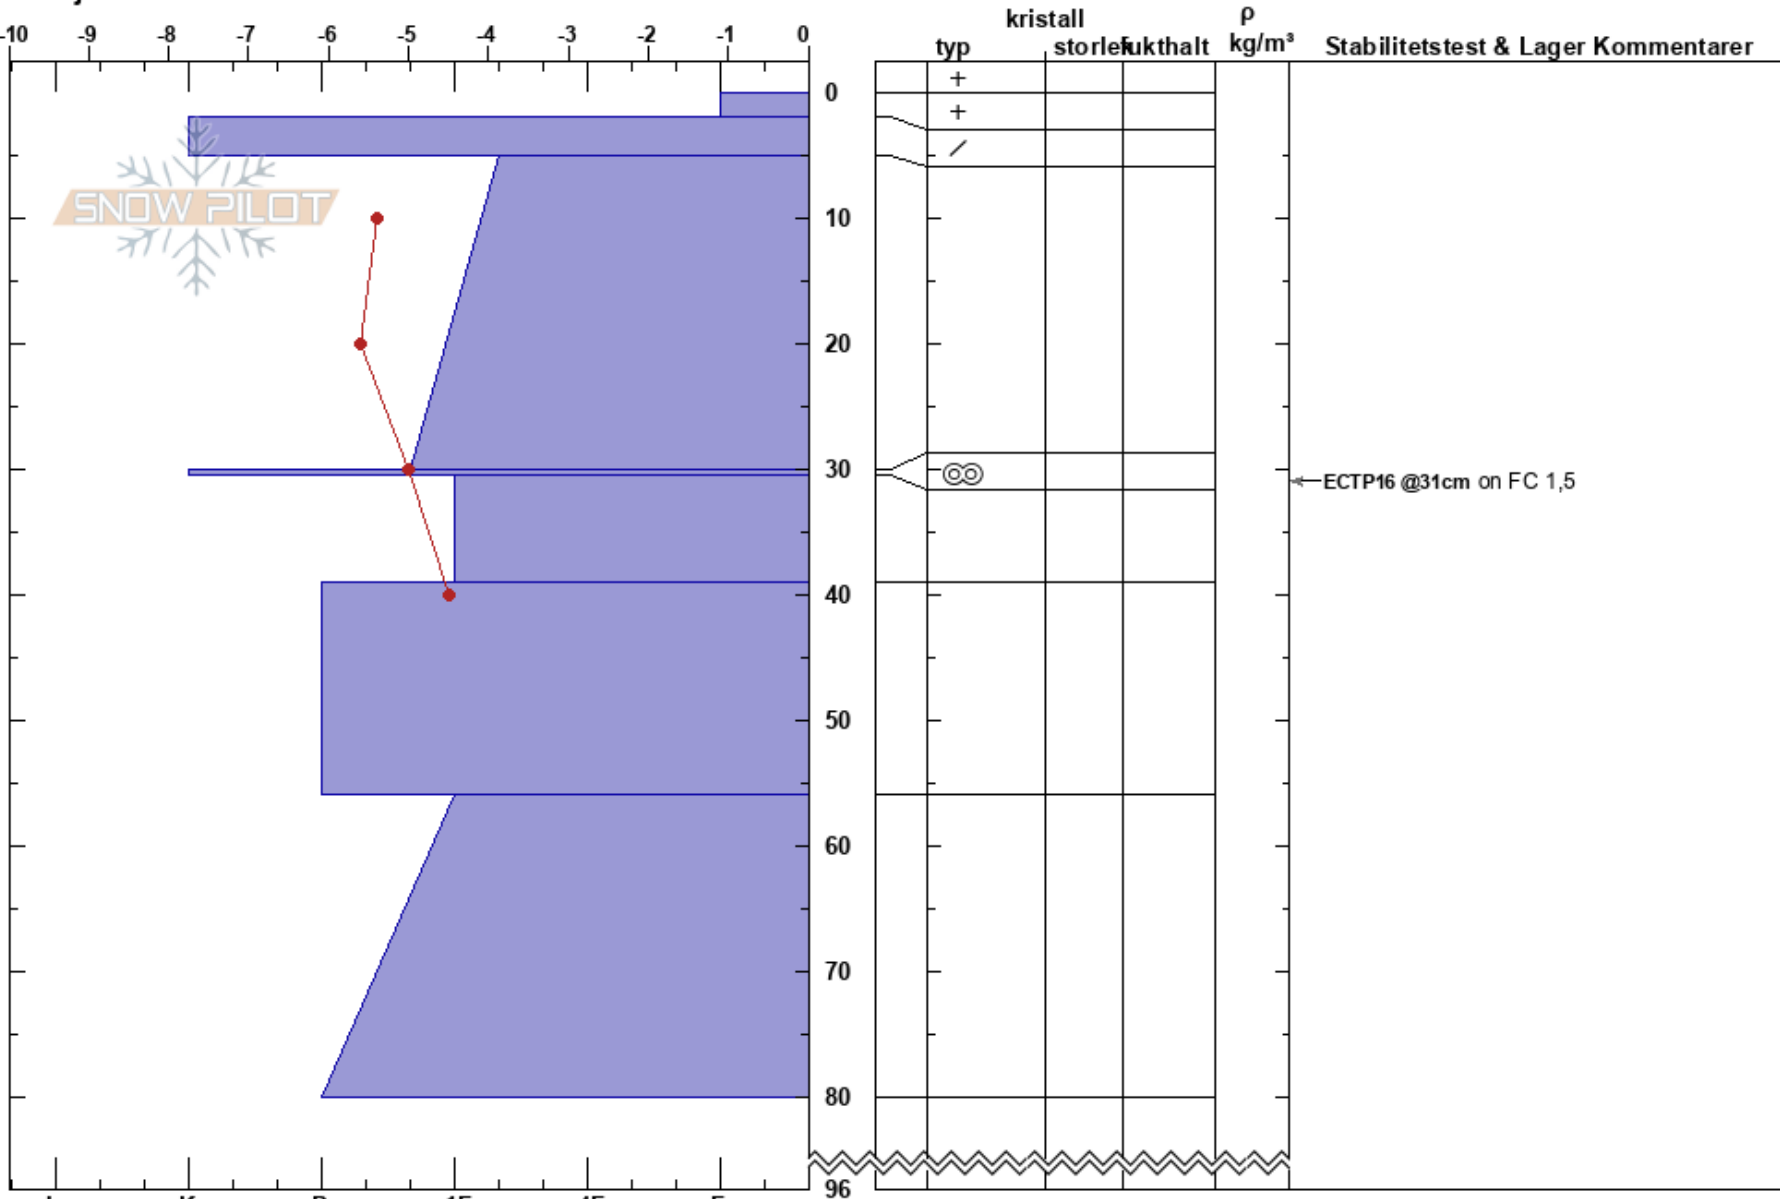 kristall ρ
-10 -9 -8 -7 -6 -5 -4 -3 -2 -1 0 typ storlek fukthalt kg/m³ Stabilitetstest & Lager Kommentarer
0
SNOW PILOT
10
20
30
ECTP16 @31cm on FC 1,5
40
50
60
70
80
96